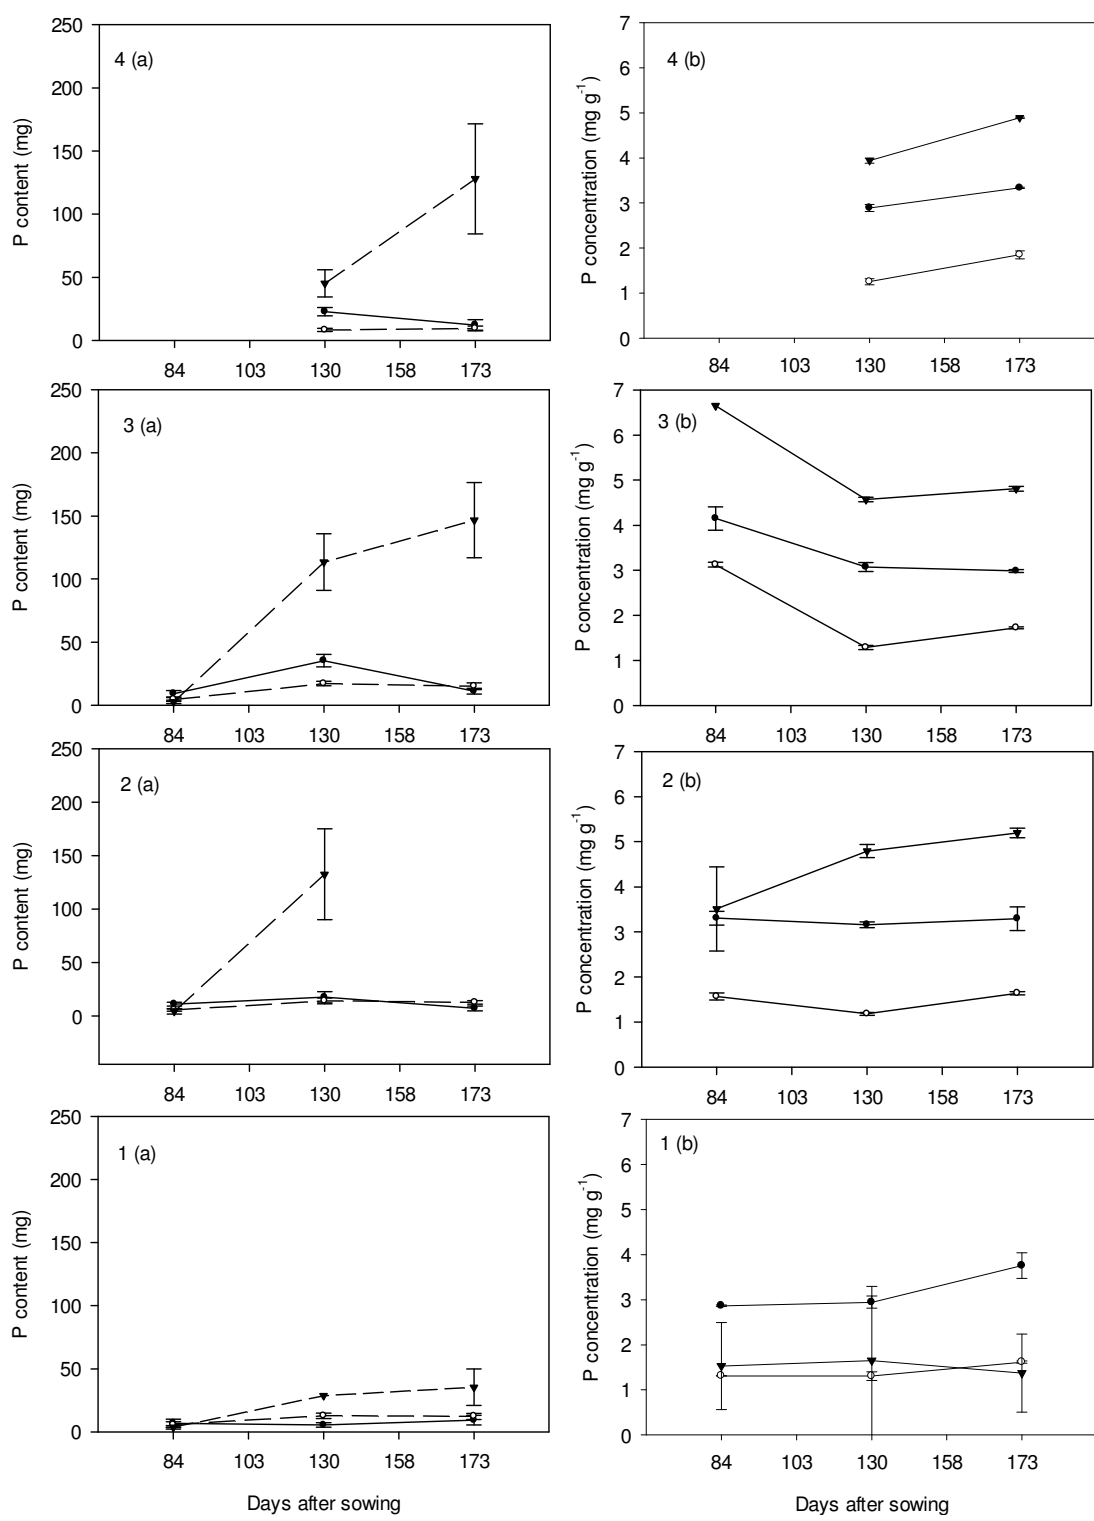 250
200
150
100
50
0
P content (mg)
4 (a)
84 103 130 158 173
7
6
5
4
3
2
1
0
P concentration (mg g-1)
4 (b)
84 103 130 158 173
250
200
150
100
50
0
P content (mg)
3 (a)
84 103 130 158 173
7
6
5
4
3
2
1
0
P concentration (mg g-1)
3 (b)
84 103 130 158 173
250
200
150
100
50
0
P content (mg)
2 (a)
84 103 130 158 173
7
6
5
4
3
2
1
0
P concentration (mg g-1)
2 (b)
84 103 130 158 173
250
200
150
100
50
0
P content (mg)
1 (a)
84 103 130 158 173
Days after sowing
7
6
5
4
3
2
1
0
P concentration (mg g-1)
1 (b)
84 103 130 158 173
Days after sowing